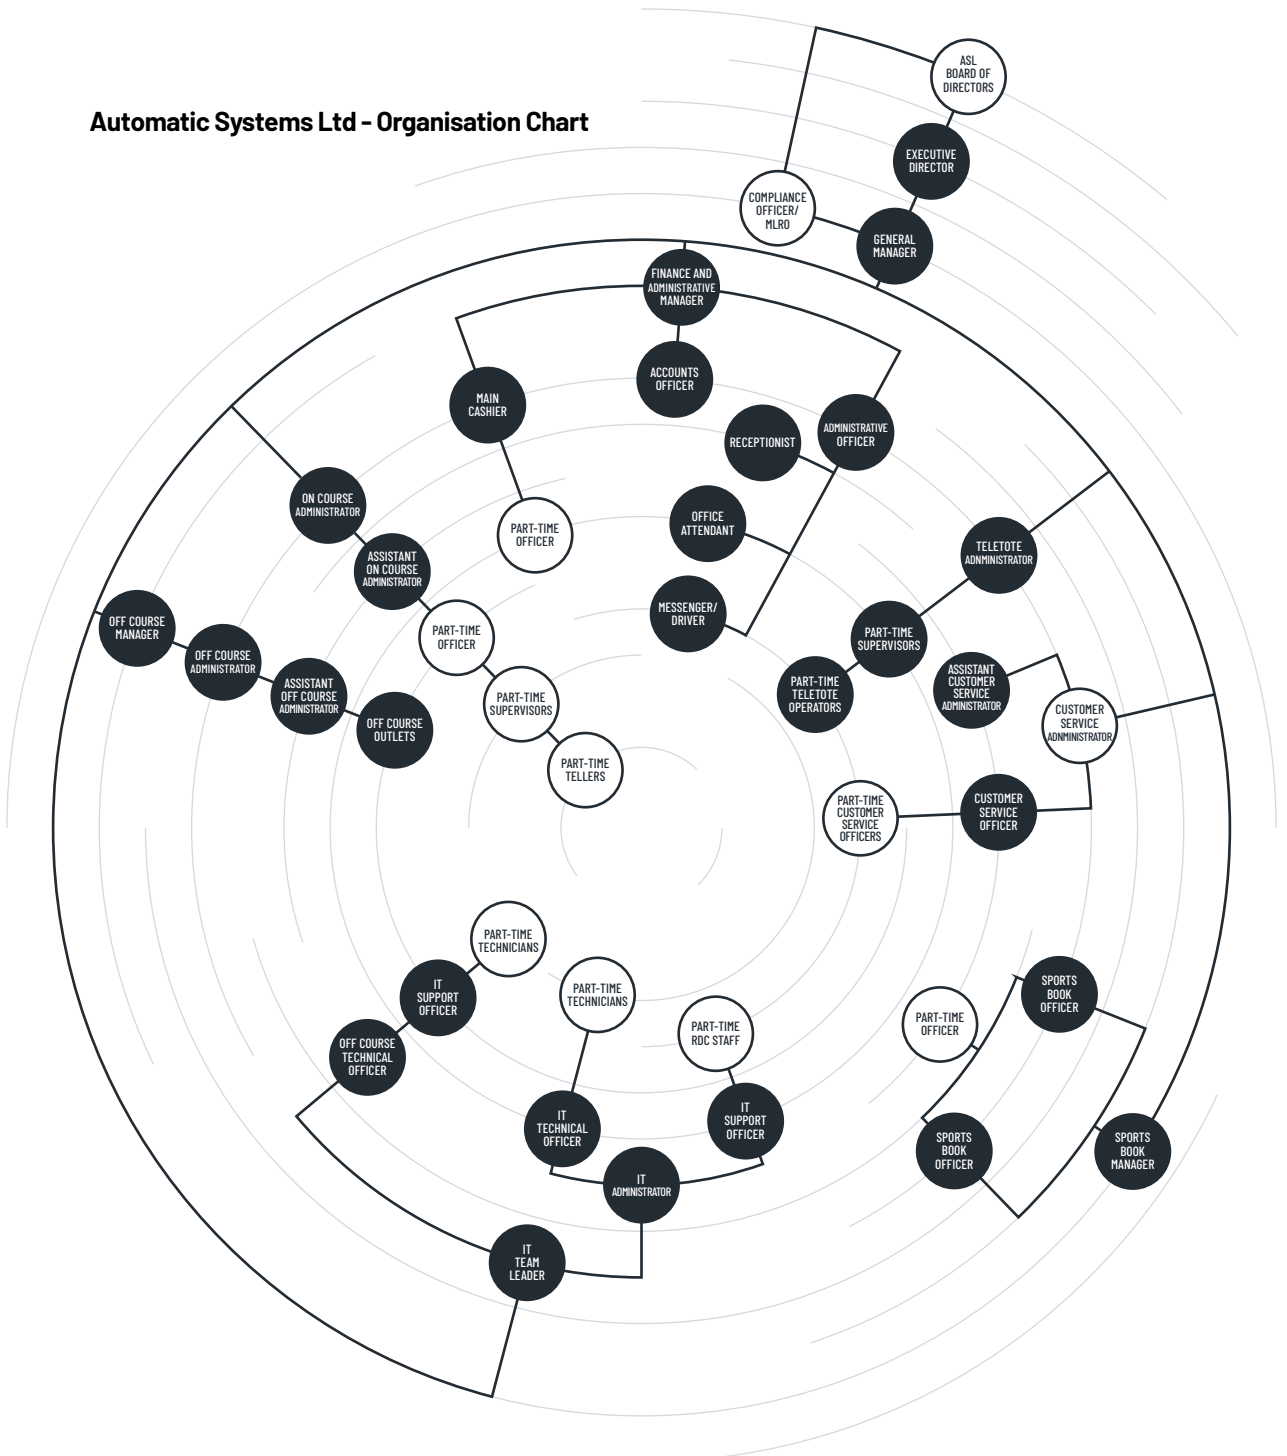 ASL
BOARD OF
DIRECTORS
Automatic Systems Ltd - Organisation Chart
EXECUTIVE
DIRECTOR
COMPLIANCE
OFFICER/
MLRO
GENERAL
MANAGER
FINANCE AND
ADMINISTRATIVE
MANAGER
ACCOUNTS
OFFICER
MAIN
CASHIER
RECEPTIONIST
ADMINISTRATIVE
OFFICER
ON COURSE
ADMINISTRATOR
PART-TIME
OFFICER
OFFICE
ATTENDANT
TELETOTE
ADNMINISTRATOR
ASSISTANT
ON COURSE
ADMINISTRATOR
MESSENGER/
DRIVER
OFF COURSE
MANAGER
PART-TIME
OFFICER
PART-TIME
SUPERVISORS
OFF COURSE
ADMINISTRATOR
ASSISTANT
OFF COURSE
ADMINISTRATOR
PART-TIME
SUPERVISORS
PART-TIME
TELETOTE
OPERATORS
ASSISTANT
CUSTOMER
SERVICE
ADMINISTRATOR
OFF COURSE
OUTLETS
CUSTOMER
SERVICE
ADNMINISTRATOR
PART-TIME
TELLERS
PART-TIME
CUSTOMER
SERVICE
OFFICERS
CUSTOMER
SERVICE
OFFICER
PART-TIME
TECHNICIANS
IT
SUPPORT
OFFICER
PART-TIME
TECHNICIANS
SPORTS
BOOK
OFFICER
PART-TIME
RDC STAFF
PART-TIME
OFFICER
OFF COURSE
TECHNICAL
OFFICER
IT
TECHNICAL
OFFICER
IT
SUPPORT
OFFICER
SPORTS
BOOK
OFFICER
SPORTS
BOOK
MANAGER
IT
ADMINISTRATOR
IT
TEAM
LEADER